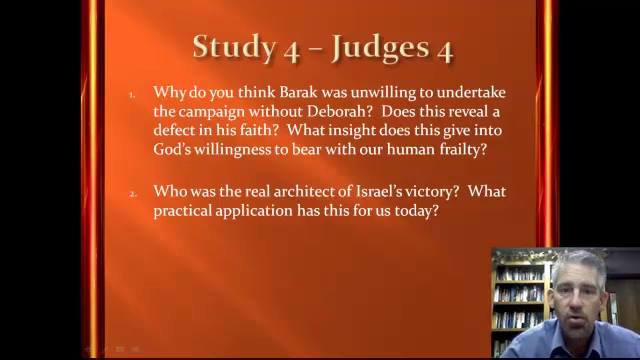 Study 4 – Judges 4
1. Why do you think Barak was unwilling to undertake
the campaign without Deborah? Does this reveal a
defect in his faith? What insight does this give into
God's willingness to bear with our human frailty?
2. Who was the real architect of Israel's victory? What
practical application has this for us today?